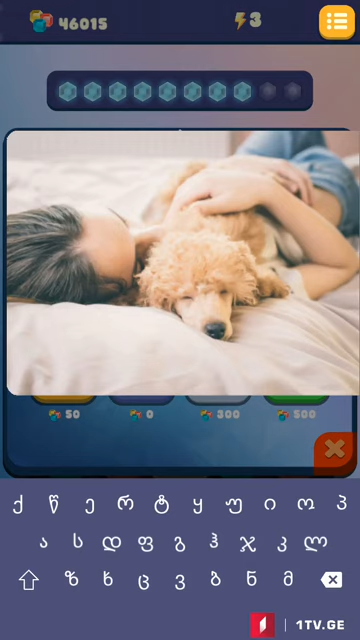 46015
3
50
0
300
500
ქ წ ე რ ტ ყ უ ი ო პ
ა ს დ ფ გ ჰ ჯ კ ლ
ზ ხ ც ვ ბ ნ მ
1TV.GE